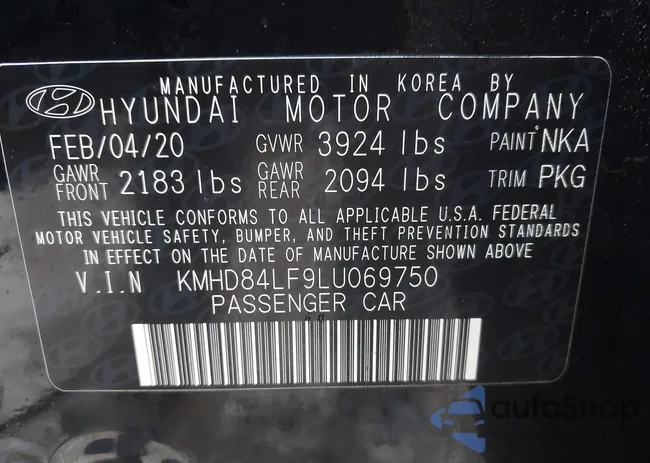 MANUFACTURED IN KOREA BY
HYUNDAI MOTOR COMPANY
FEB/04/20 GVWR 3924 lbs PAINT NKA
GAWR FRONT 2183 lbs GAWR REAR 2094 lbs TRIM PKG
THIS VEHICLE CONFORMS TO ALL APPLICABLE U.S.A. FEDERAL
MOTOR VEHICLE SAFETY, BUMPER, AND THEFT PREVENTION STANDARDS
IN EFFECT ON THE DATE OF MANUFACTURE SHOWN ABOVE
V.I.N KMHD84LF9LU069750
PASSENGER CAR
autoSnap